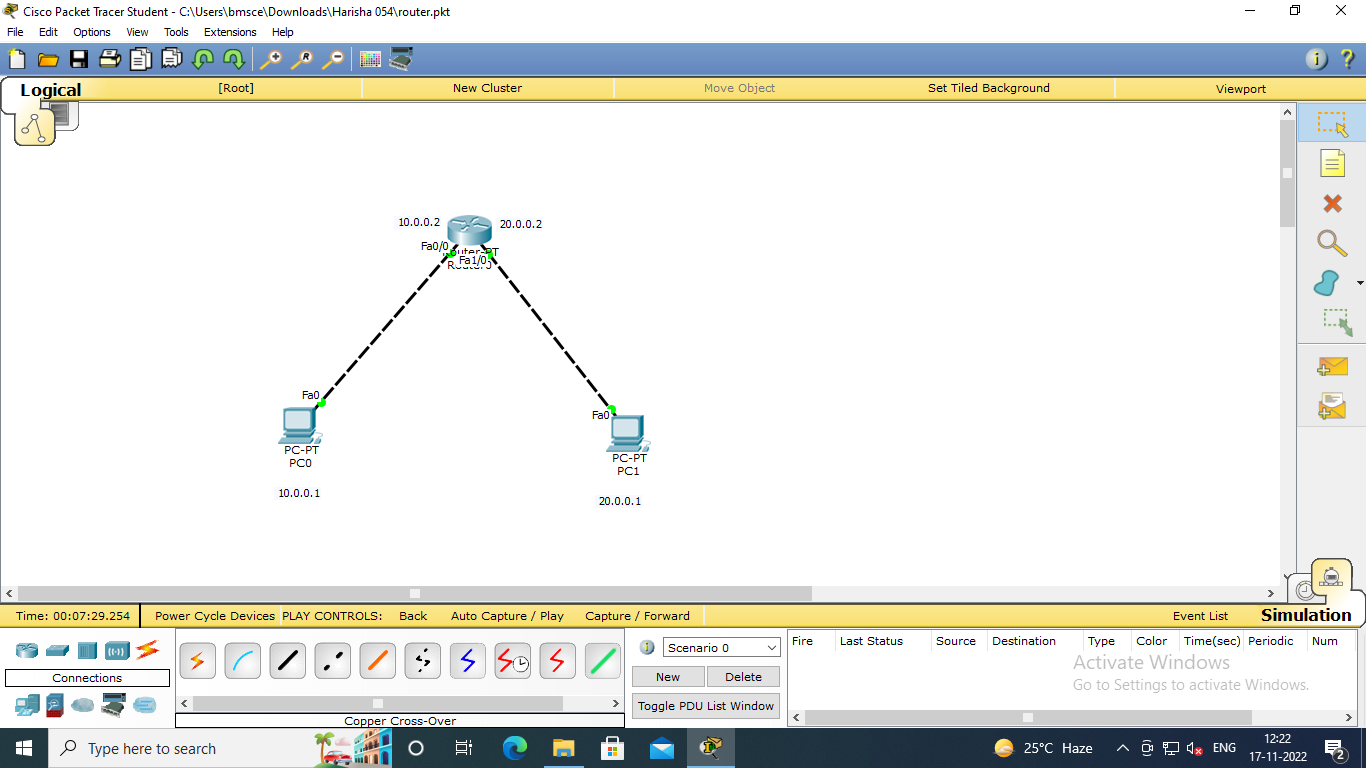 Cisco Packet Tracer Student - C:\Users\bmsce\Downloads\Harisha 054\router.pkt
File Edit Options View Tools Extensions Help
Logical [Root] New Cluster Move Object Set Tiled Background Viewport
10.0.0.2 20.0.0.2
Fa0/0
Fa1/0
Fa0
Fa0
PC-PT
PC0
PC-PT
PC1
10.0.0.1
20.0.0.1
Time: 00:07:29.254 Power Cycle Devices PLAY CONTROLS: Back Auto Capture / Play Capture / Forward Event List Simulation
Connections
Copper Cross-Over
Scenario 0
New Delete
Toggle PDU List Window
Fire Last Status Source Destination Type Color Time(sec) Periodic Num
Activate Windows
Go to Settings to activate Windows.
Type here to search
25°C Haze
ENG
12:22
17-11-2022
2